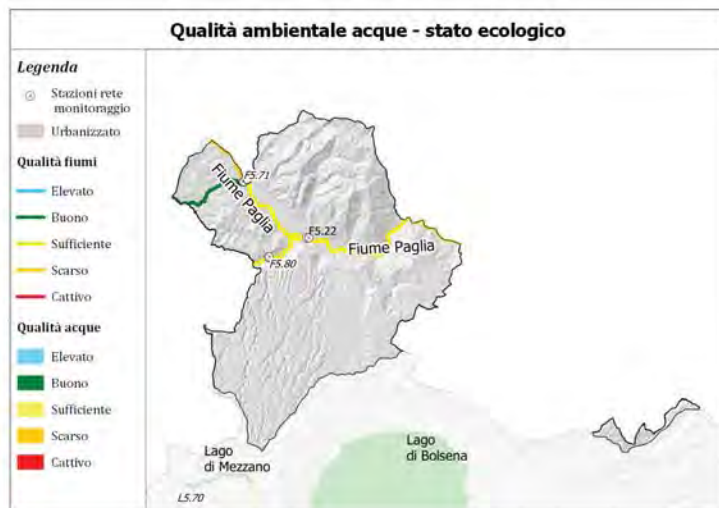 Qualità ambientale acque - stato ecologico
Legenda
Stazioni rete
monitoraggio
Urbanizzato
Qualità fiumi
Elevato
Buono
Sufficiente
Scarso
Cattivo
Qualità acque
Elevato
Buono
Sufficiente
Scarso
Cattivo
F5.71
Fiume Paglia
F5.22
Fiume Paglia
F5.80
Lago
di Mezzano
Lago
di Bolsena
L5.70